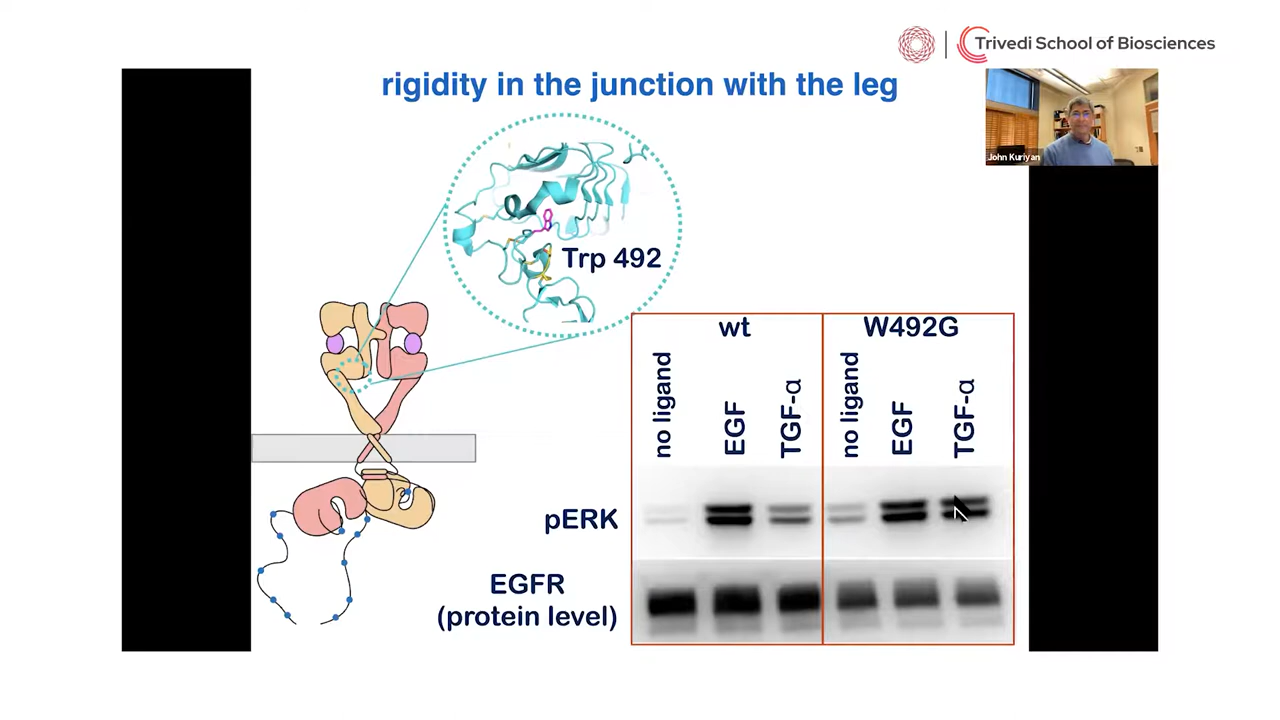 Trivedi School of Biosciences
rigidity in the junction with the leg
John Kuriyan
Trp 492
wt
W492G
no ligand
EGF
TGF-α
no ligand
EGF
TGF-α
pERK
EGFR
(protein level)